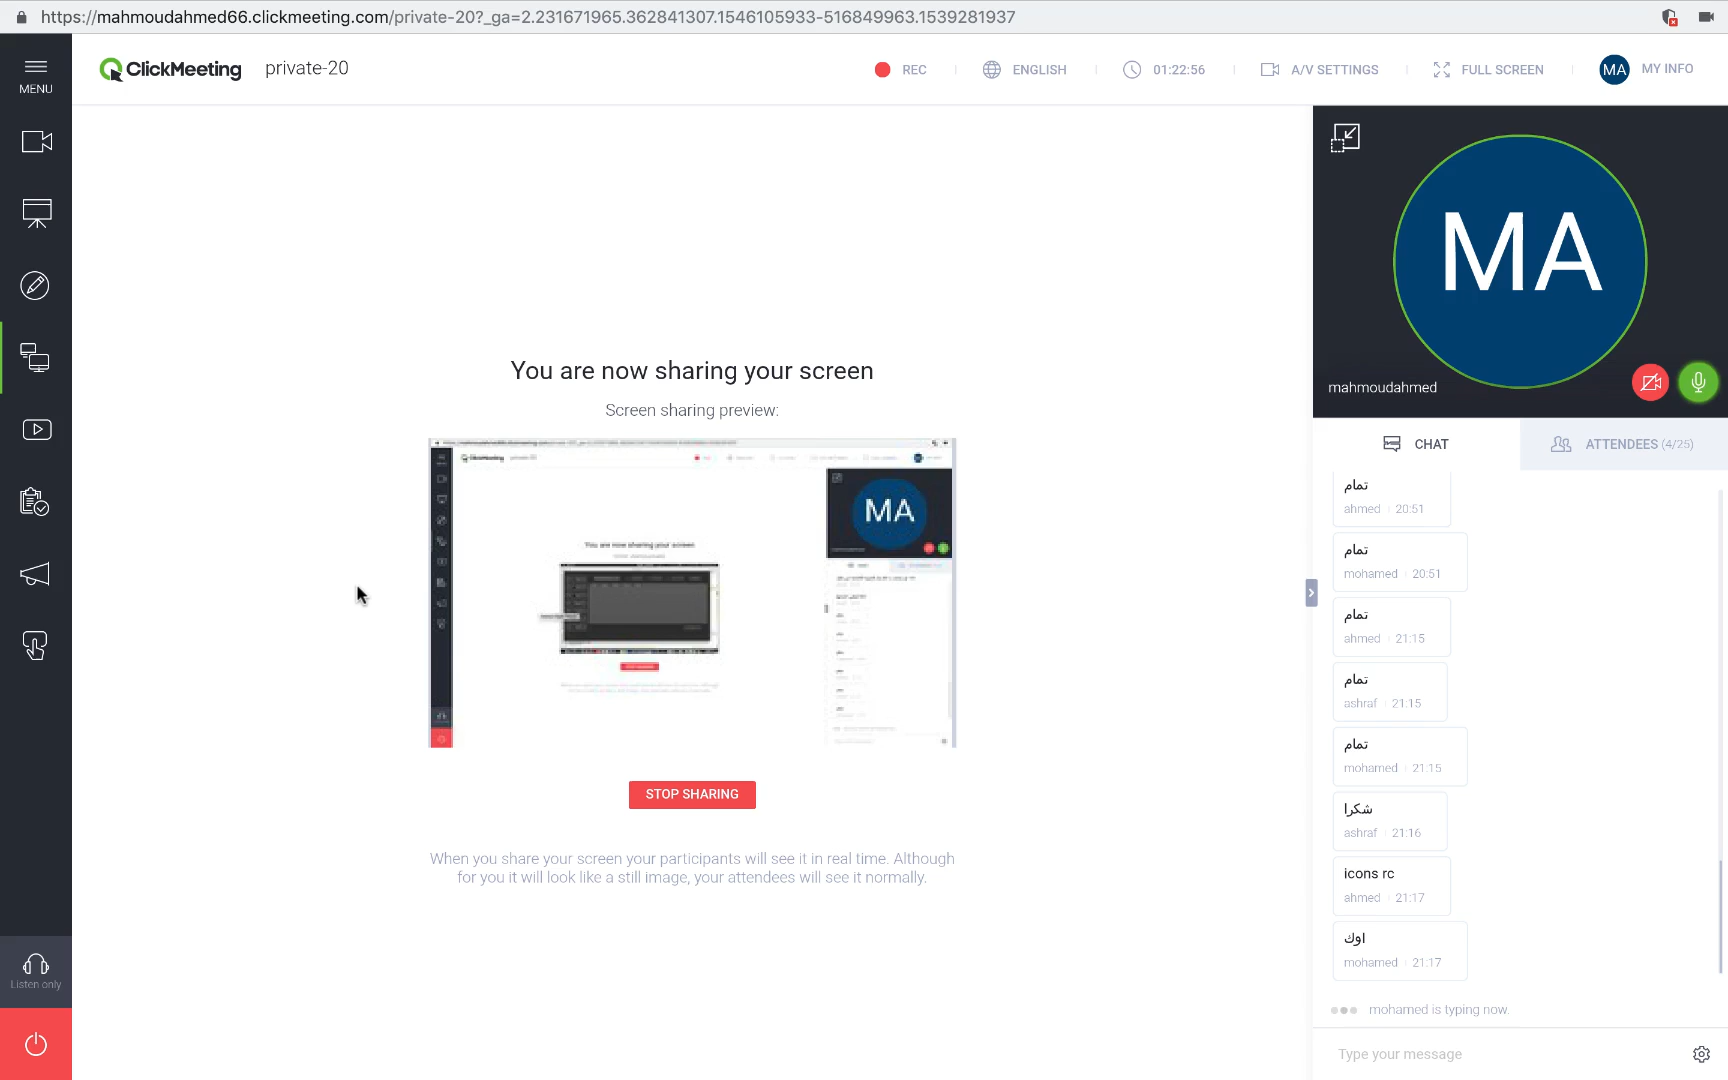 https://mahmoudahmed66.clickmeeting.com/private-20?_ga=2.231671965.362841307.1546105933-516849963.1539281937
MENU
ClickMeeting
private-20
REC
ENGLISH
01:22:56
A/V SETTINGS
FULL SCREEN
MA
MY INFO
MA
mahmoudahmed
You are now sharing your screen
Screen sharing preview:
MA
You are now sharing your screen
STOP SHARING
When you share your screen your participants will see it in real time. Although
for you it will look like a still image, your attendees will see it normally.
CHAT
ATTENDEES (4/25)
تمام
ahmed 20:51
تمام
mohamed 20:51
تمام
ahmed 21:15
تمام
ashraf 21:15
تمام
mohamed 21:15
شكرا
ashraf 21:16
icons rc
ahmed 21:17
اوك
mohamed 21:17
mohamed is typing now.
Type your message
Listen only